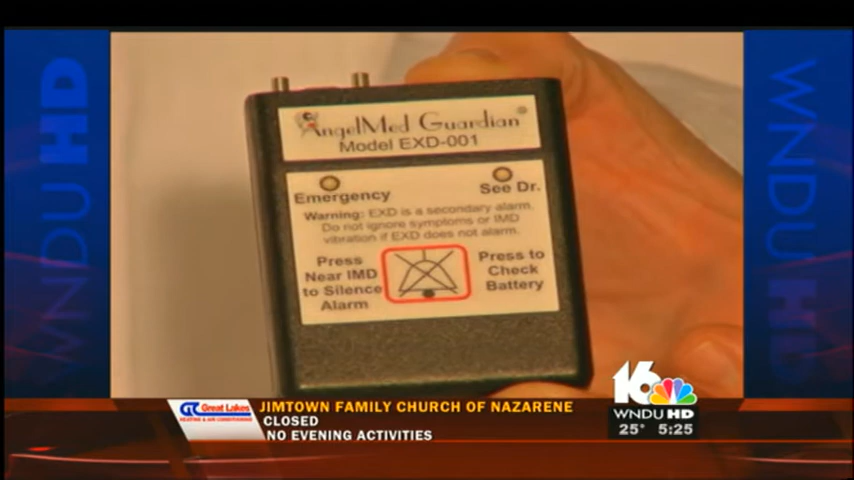 WNDU HD
WNDU HD
AngelMed Guardian®
Model EXD-001
Emergency
See Dr.
Warning: EXD is a secondary alarm.
Do not ignore symptoms or IMD
vibration if EXD does not alarm.
Press
Near IMD
to Silence
Alarm
Press to
Check
Battery
GLC Great Lakes
HEATING & AIR CONDITIONING
JIMTOWN FAMILY CHURCH OF NAZARENE
CLOSED
NO EVENING ACTIVITIES
16
WNDU HD
25° 5:25